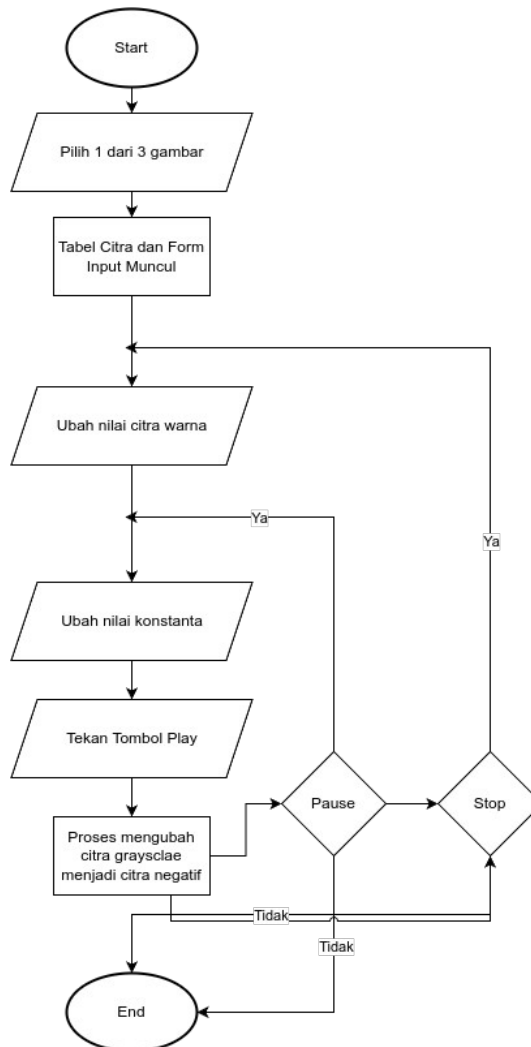 Start
Pilih 1 dari 3 gambar
Tabel Citra dan Form
Input Muncul
Ubah nilai citra warna
Ya
Ya
Ubah nilai konstanta
Tekan Tombol Play
Pause
Stop
Proses mengubah
citra graysclae
menjadi citra negatif
Tidak
Tidak
End